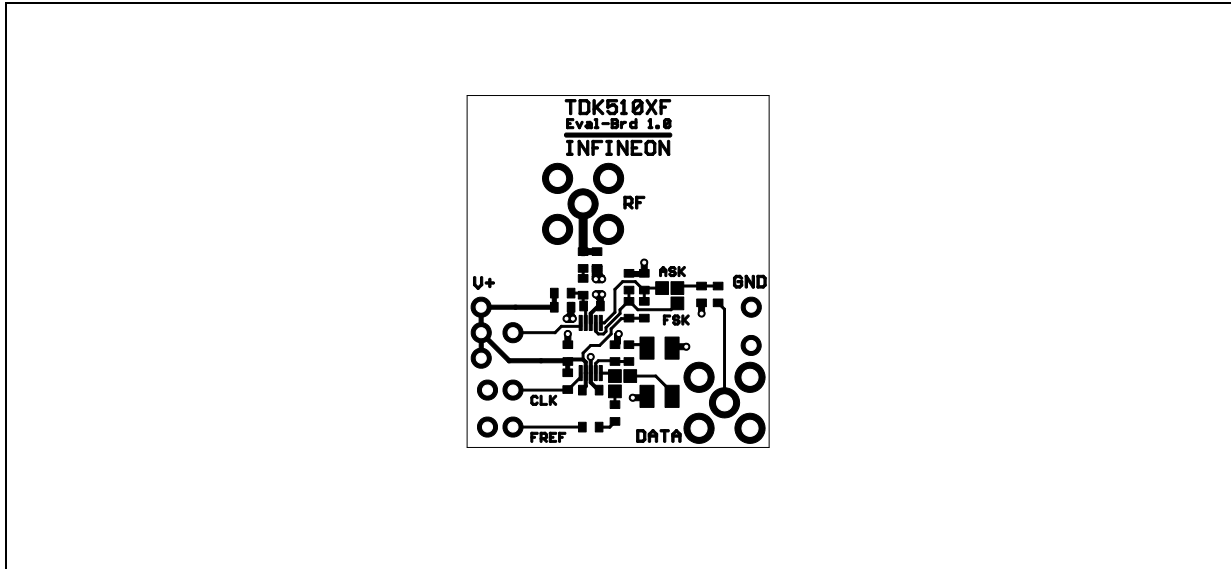 TDK510XF
Eval-Brd 1.0
INFINEON
RF
ASK
V+
GND
FSK
CLK
FREF
DATA